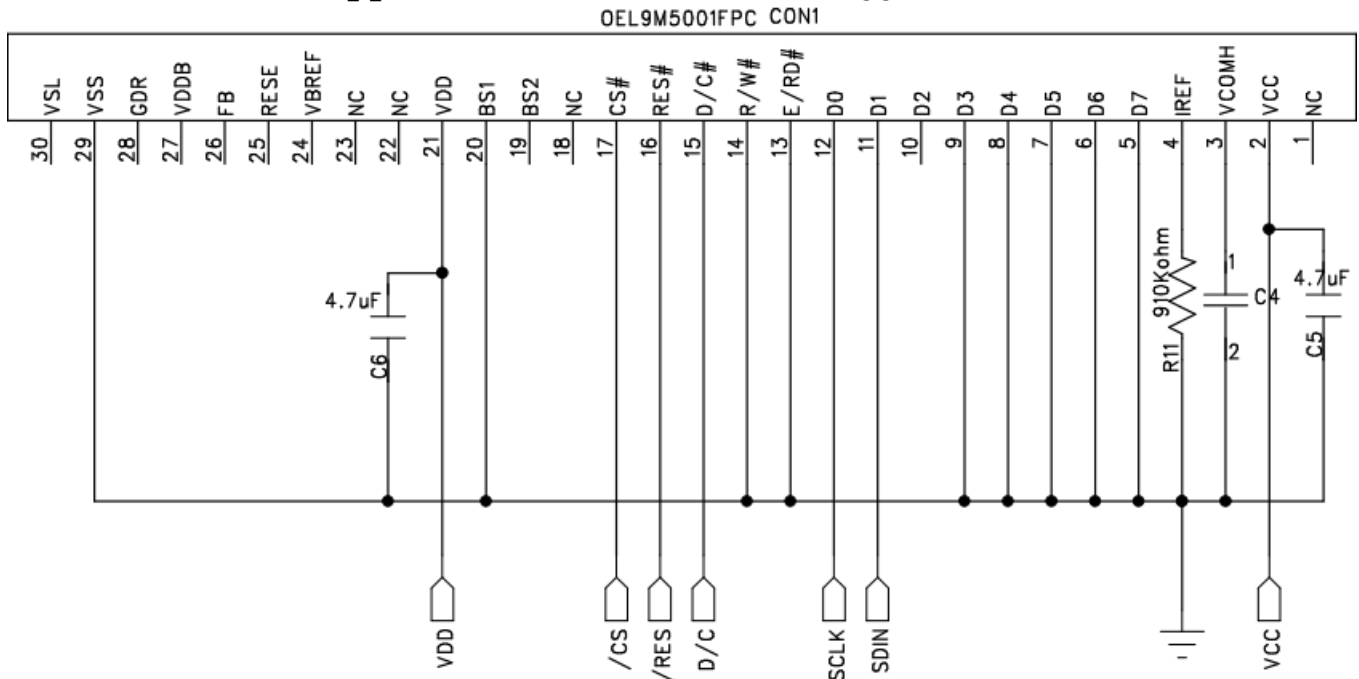 OEL9M5001FPC CON1
VSL
VSS
GDR
VDDB
FB
RESE
VBREF
NC
NC
VDD
BS1
BS2
NC
CS#
RES#
D/C#
R/W#
E/RD#
D0
D1
D2
D3
D4
D5
D6
D7
IREF
VCOMH
VCC
NC
30
29
28
27
26
25
24
23
22
21
20
19
18
17
16
15
14
13
12
11
10
9
8
7
6
5
4
3
2
1
4.7uF
C6
910Kohm
R11
1
C4
2
4.7uF
C5
VDD
/CS
/RES
D/C
SCLK
SDIN
VCC